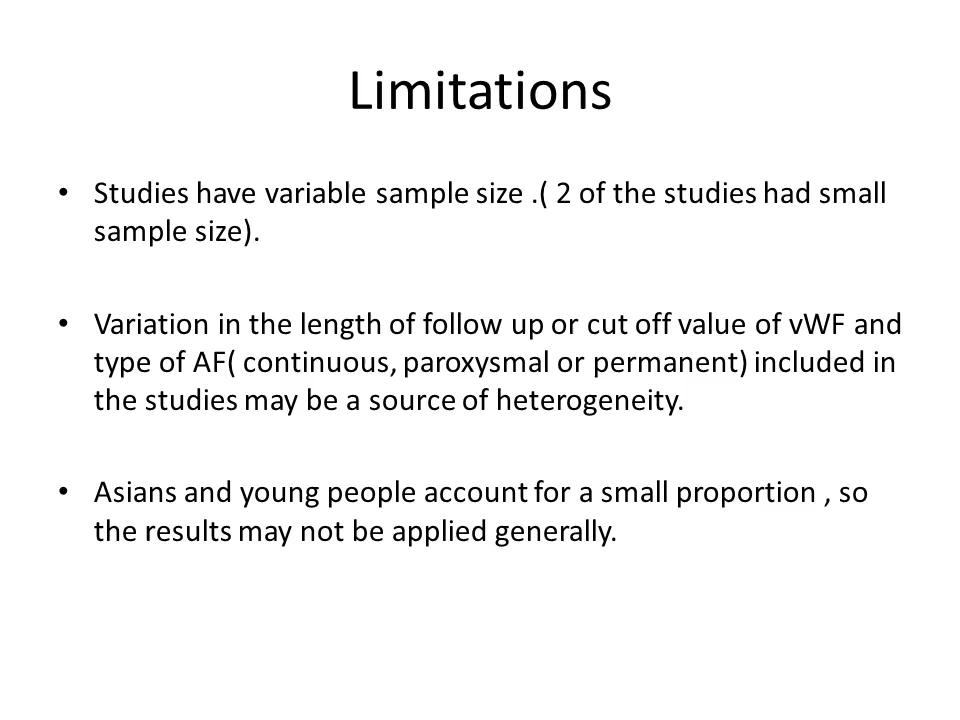 Limitations
• Studies have variable sample size .( 2 of the studies had small
sample size).
• Variation in the length of follow up or cut off value of vWF and
type of AF( continuous, paroxysmal or permanent) included in
the studies may be a source of heterogeneity.
• Asians and young people account for a small proportion , so
the results may not be applied generally.